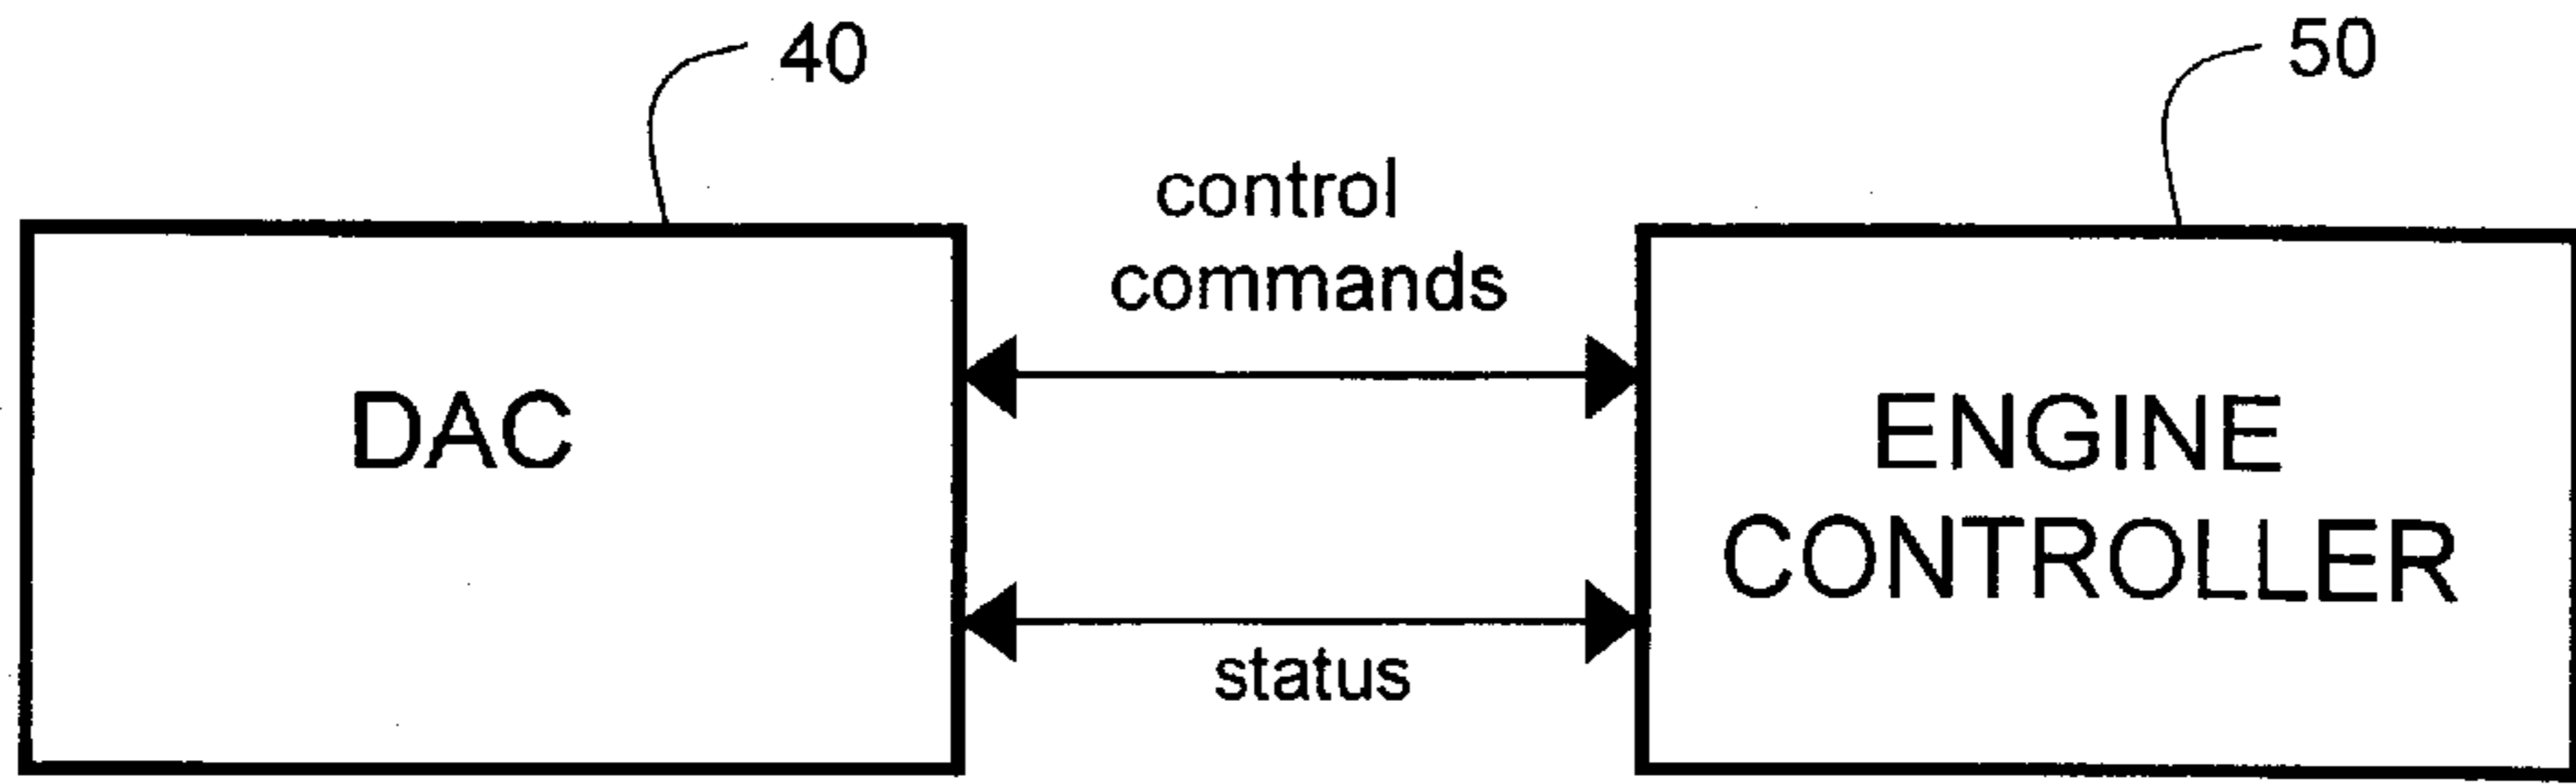 40
50
control
commands
DAC
ENGINE
CONTROLLER
status